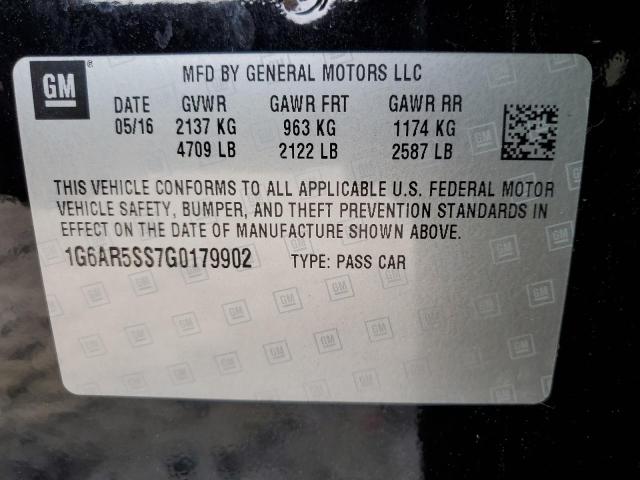 GM ® MFD BY GENERAL MOTORS LLC
DATE GVWR GAWR FRT GAWR RR
05/16 2137 KG 963 KG 1174 KG
4709 LB 2122 LB 2587 LB
THIS VEHICLE CONFORMS TO ALL APPLICABLE U.S. FEDERAL MOTOR
VEHICLE SAFETY, BUMPER, AND THEFT PREVENTION STANDARDS IN
EFFECT ON THE DATE OF MANUFACTURE SHOWN ABOVE.
1G6AR5SS7G0179902 TYPE: PASS CAR